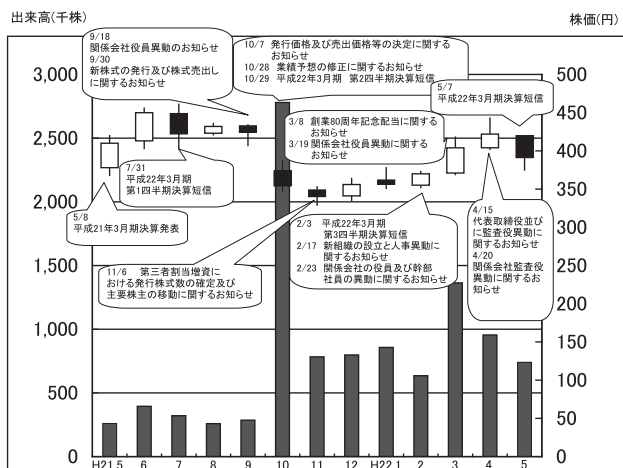 出来高(千株)
株価(円)
9/18
関係会社役員異動のお知らせ
9/30
新株式の発行及び株式売出し
に関するお知らせ
10/7 発行価格及び売出価格等の決定に関する
お知らせ
10/28 業績予想の修正に関するお知らせ
10/29 平成22年3月期 第2四半期決算短信
5/7
平成22年3月期決算短信
3/8 創業80周年記念配当に関する
お知らせ
3/19 関係会社役員異動に関する
お知らせ
7/31
平成22年3月期
第1四半期決算短信
5/8
平成21年3月期決算発表
4/15
代表取締役並び
に監査役異動に
関するお知らせ
4/20
関係会社監査役
異動に関するお
知らせ
2/3 平成22年3月期
第3四半期決算短信
2/17 新組織の設立と人事異動に
関するお知らせ
2/23 関係会社の役員及び幹部
社員の異動に関するお知らせ
11/6 第三者割当増資に
おける発行株式数の確定及び
主要株主の移動に関するお知らせ
3,000
2,500
2,000
1,500
1,000
500
0
500
450
400
350
300
250
200
150
100
50
0
H21.5 6 7 8 9 10 11 12 H22.1 2 3 4 5